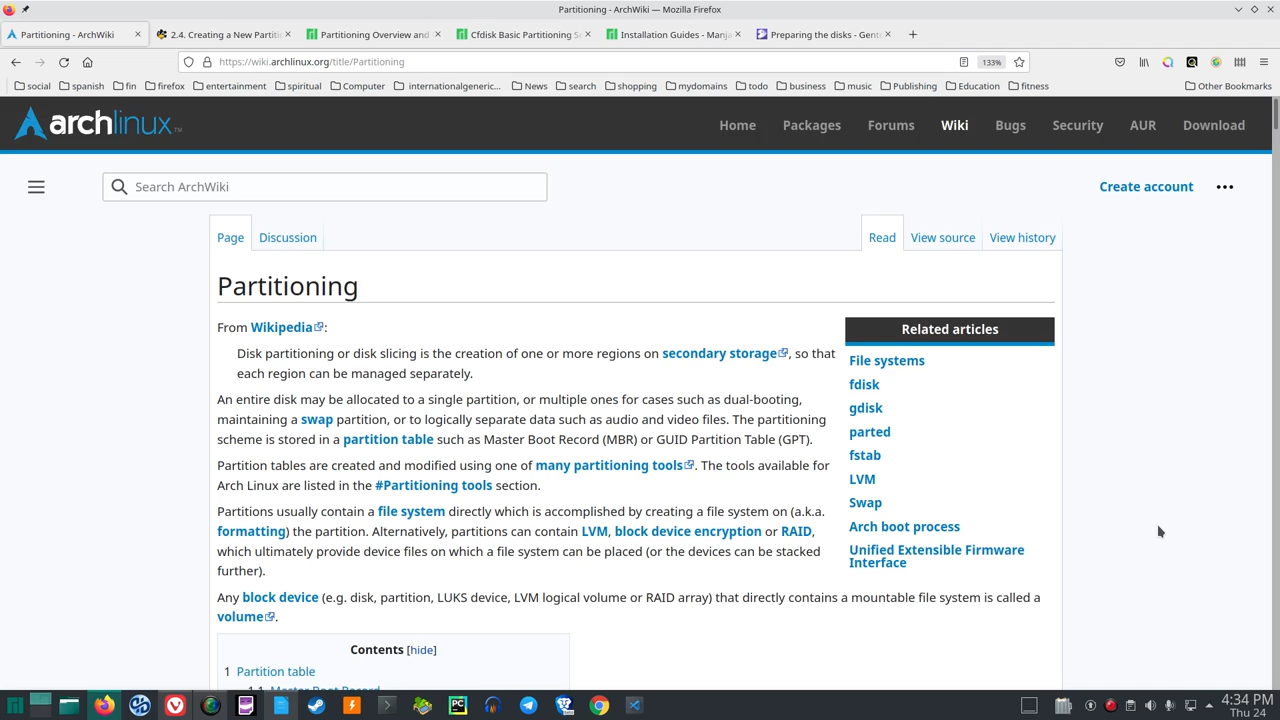 Partitioning - ArchWiki — Mozilla Firefox
Partitioning - ArchWiki
2.4. Creating a New Partiti
Partitioning Overview and
Cfdisk Basic Partitioning S
Installation Guides - Manja
Preparing the disks - Gent
https://wiki.archlinux.org/title/Partitioning
133%
social
spanish
fin
firefox
entertainment
spiritual
Computer
internationalgeneric...
News
search
shopping
mydomains
todo
business
music
Publishing
Education
fitness
Other Bookmarks
archlinux™
Home
Packages
Forums
Wiki
Bugs
Security
AUR
Download
Search ArchWiki
Create account
Page
Discussion
Read
View source
View history
Partitioning
From Wikipedia:
Disk partitioning or disk slicing is the creation of one or more regions on secondary storage, so that
each region can be managed separately.
An entire disk may be allocated to a single partition, or multiple ones for cases such as dual-booting,
maintaining a swap partition, or to logically separate data such as audio and video files. The partitioning
scheme is stored in a partition table such as Master Boot Record (MBR) or GUID Partition Table (GPT).
Partition tables are created and modified using one of many partitioning tools. The tools available for
Arch Linux are listed in the #Partitioning tools section.
Partitions usually contain a file system directly which is accomplished by creating a file system on (a.k.a.
formatting) the partition. Alternatively, partitions can contain LVM, block device encryption or RAID,
which ultimately provide device files on which a file system can be placed (or the devices can be stacked
further).
Any block device (e.g. disk, partition, LUKS device, LVM logical volume or RAID array) that directly contains a mountable file system is called a
volume.
Related articles
File systems
fdisk
gdisk
parted
fstab
LVM
Swap
Arch boot process
Unified Extensible Firmware
Interface
Contents [hide]
1 Partition table
1.1 Master Boot Record
PC
4:34 PM
Thu 24